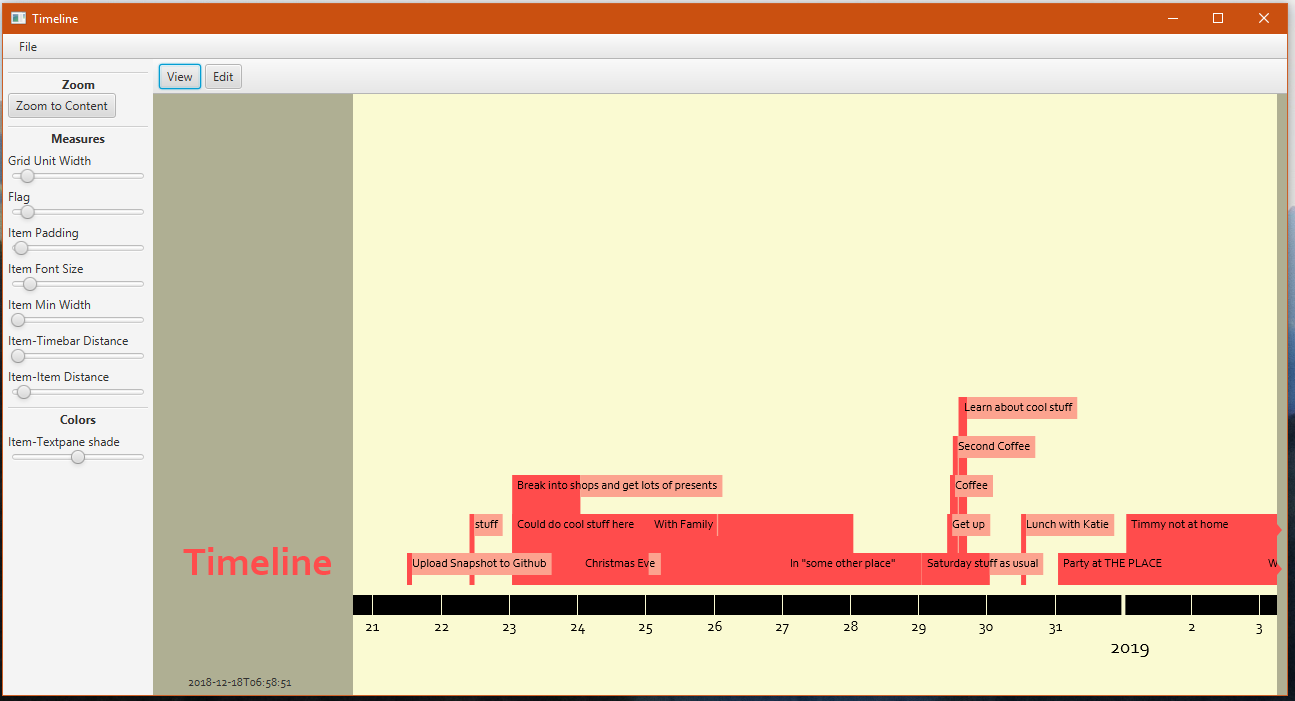 Timeline
File
Zoom
Zoom to Content
Measures
Grid Unit Width
Flag
Item Padding
Item Font Size
Item Min Width
Item-Timebar Distance
Item-Item Distance
Colors
Item-Textpane shade
View Edit
Timeline
2018-12-18T06:58:51
Learn about cool stuff
Second Coffee
Break into shops and get lots of presents Coffee
stuff Could do cool stuff here With Family Get up Lunch with Katie Timmy not at home
Upload Snapshot to Github Christmas Eve In "some other place" Saturday stuff as usual Party at THE PLACE W
21 22 23 24 25 26 27 28 29 30 31 2 3
2019